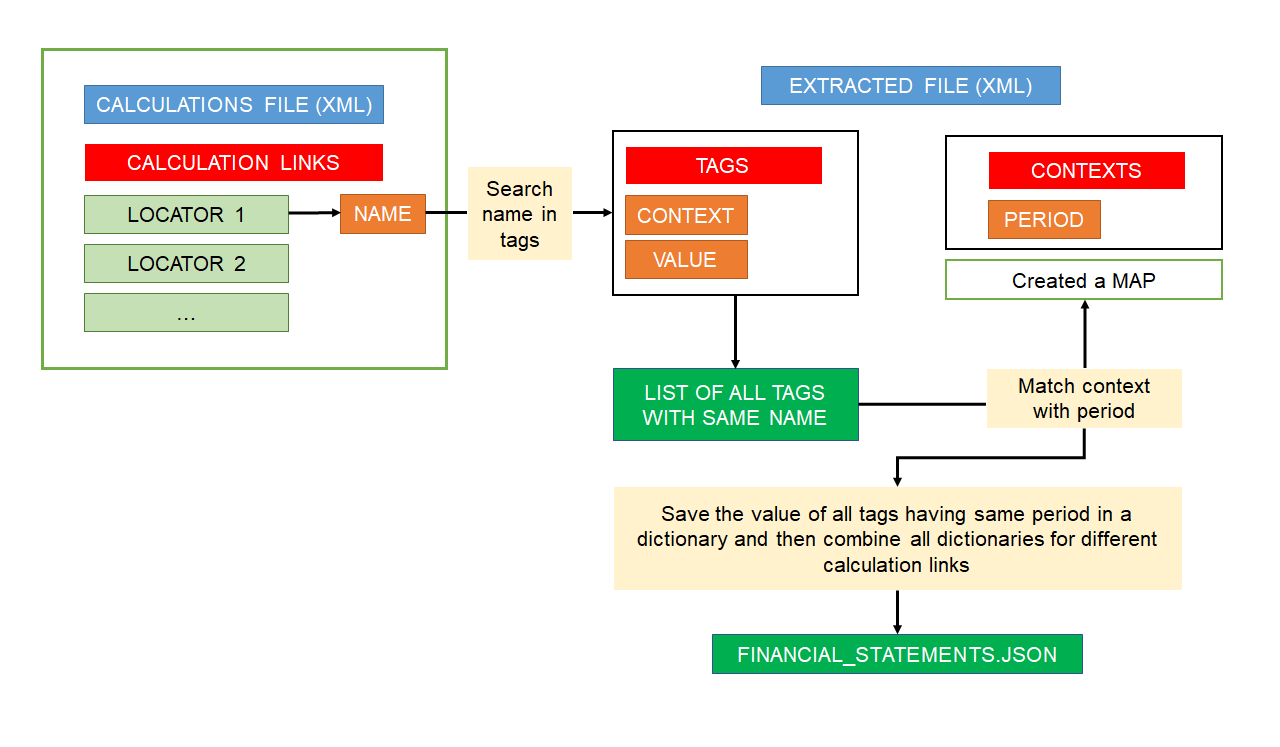 CALCULATIONS FILE (XML)
CALCULATION LINKS
LOCATOR 1
NAME
LOCATOR 2
...
Search
name in
tags
EXTRACTED FILE (XML)
TAGS
CONTEXT
VALUE
CONTEXTS
PERIOD
Created a MAP
LIST OF ALL TAGS
WITH SAME NAME
Match context
with period
Save the value of all tags having same period in a
dictionary and then combine all dictionaries for different
calculation links
FINANCIAL_STATEMENTS.JSON